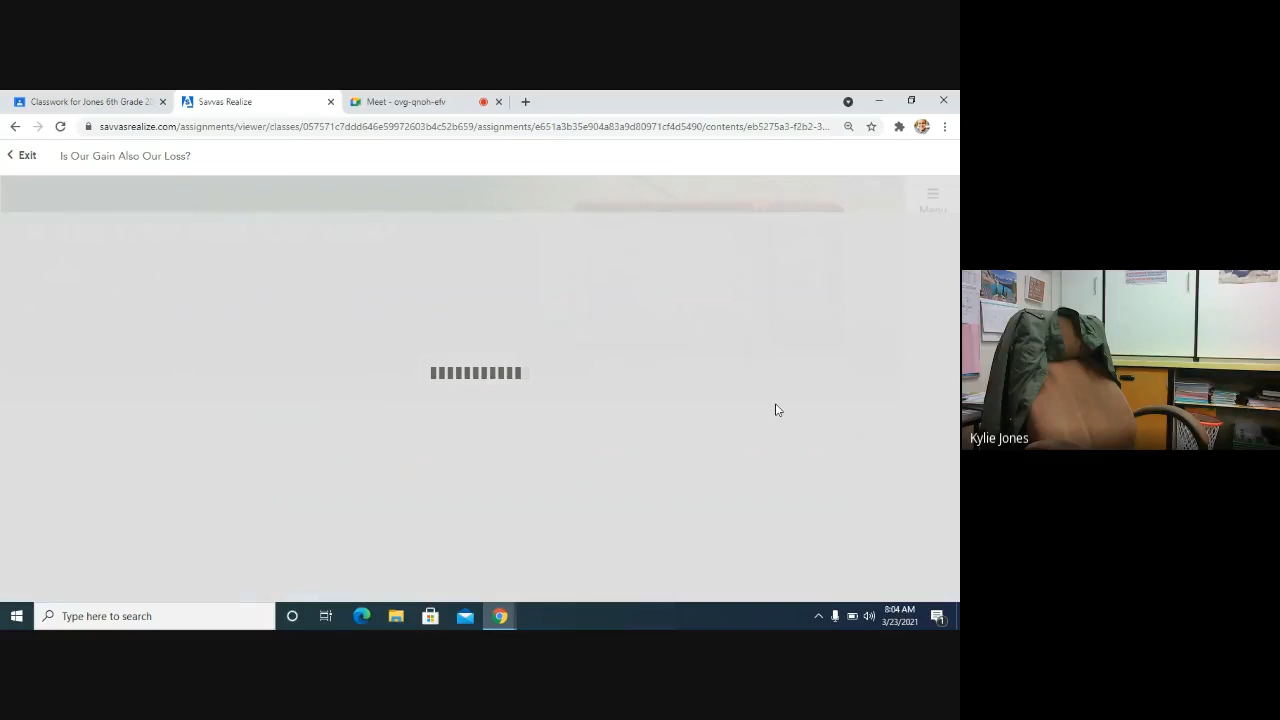 Classwork for Jones 6th Grade 2
Savvas Realize
Meet - ovg-qnoh-efv
savvasrealize.com/assignments/viewer/classes/057571c7ddd646e59972603b4c52b659/assignments/e651a3b35e904a83a9d80971cf4d5490/contents/eb5275a3-f2b2-3...
Exit
Is Our Gain Also Our Loss?
Menu
Kylie Jones
Type here to search
8:04 AM
3/23/2021
1